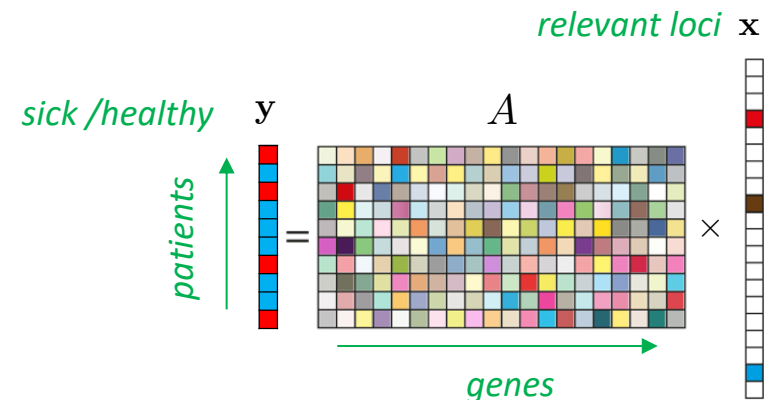 relevant loci x
sick /healthy y A
patients
=
×
genes